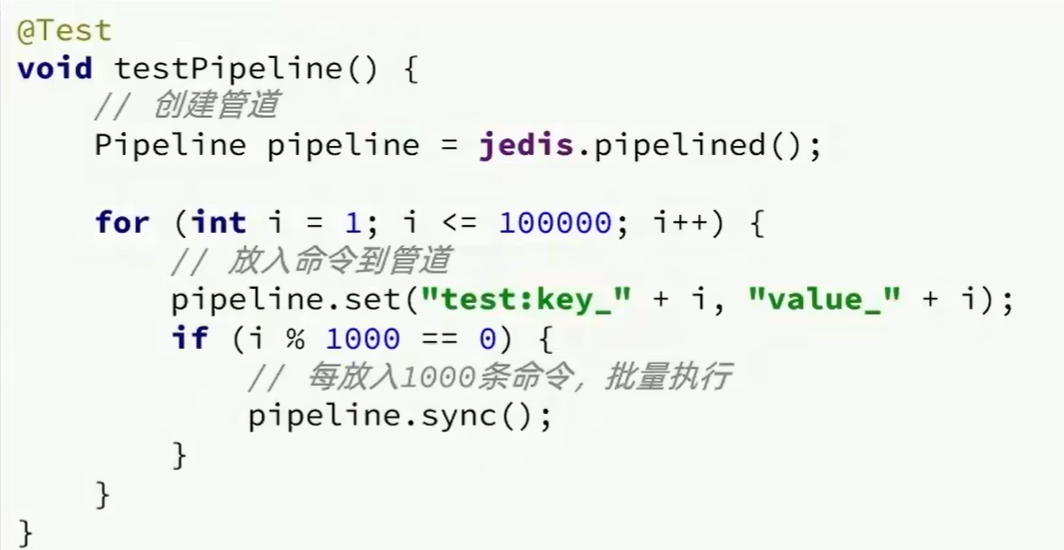 @Test
void testPipeline() {
    // 创建管道
    Pipeline pipeline = jedis.pipelined();

    for (int i = 1; i <= 100000; i++) {
        // 放入命令到管道
        pipeline.set("test:key_" + i, "value_" + i);
        if (i % 1000 == 0) {
            // 每放入1000条命令，批量执行
            pipeline.sync();
        }
    }
}